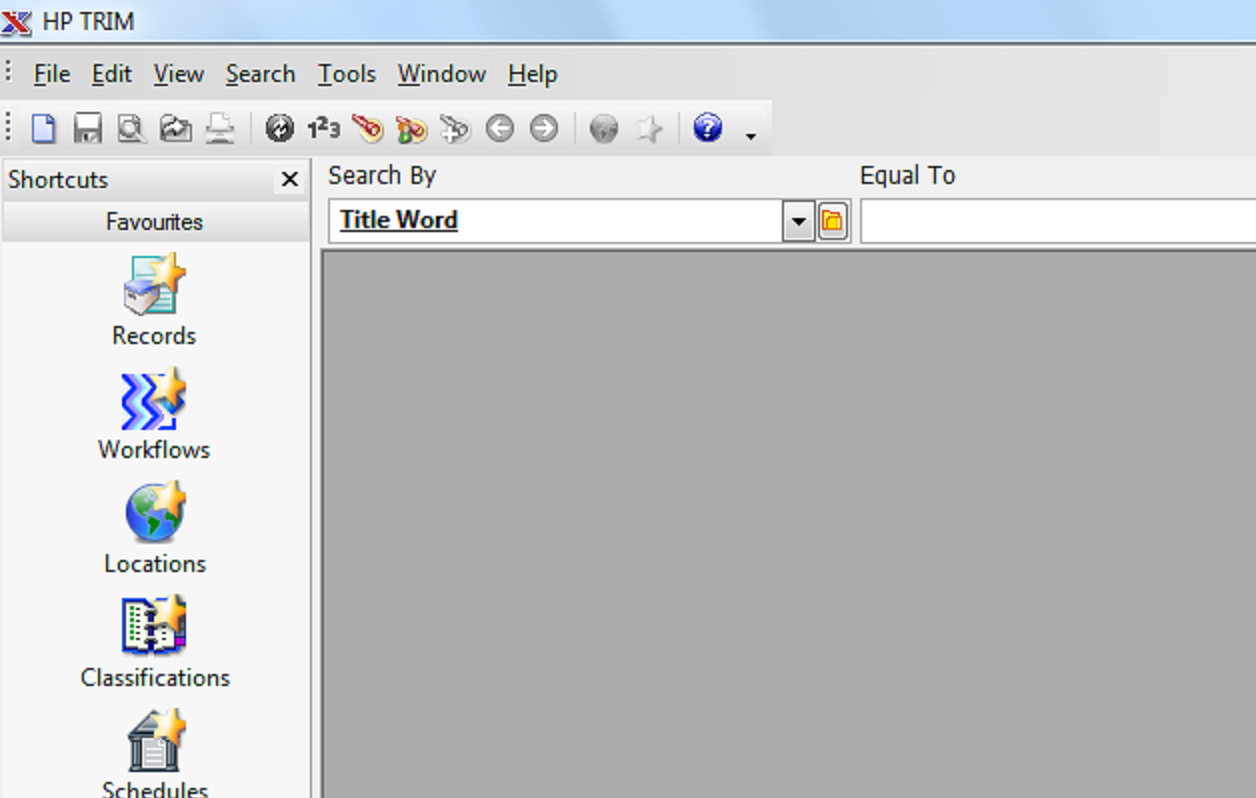 HP TRIM
File Edit View Search Tools Window Help
123
Shortcuts
Favourites
Records
Workflows
Locations
Classifications
Schedules
Search By
Equal To
Title Word